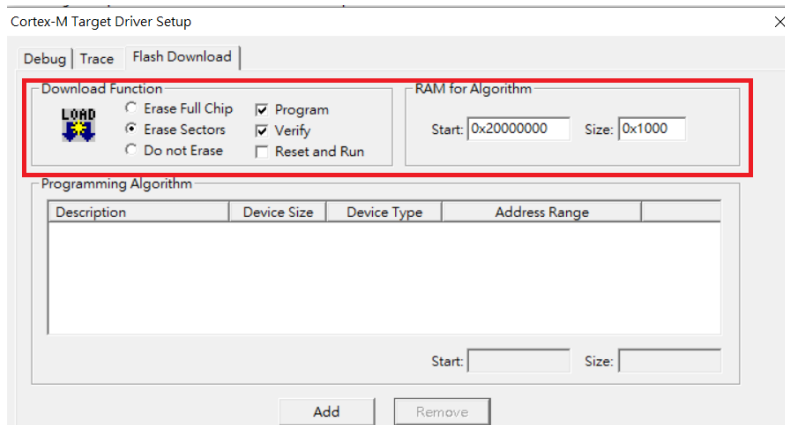 Cortex-M Target Driver Setup
Debug Trace Flash Download
Download Function
LOAD
Erase Full Chip
Erase Sectors
Do not Erase
Program
Verify
Reset and Run
RAM for Algorithm
Start: 0x20000000 Size: 0x1000
Programming Algorithm
Description Device Size Device Type Address Range
Start: Size:
Add Remove